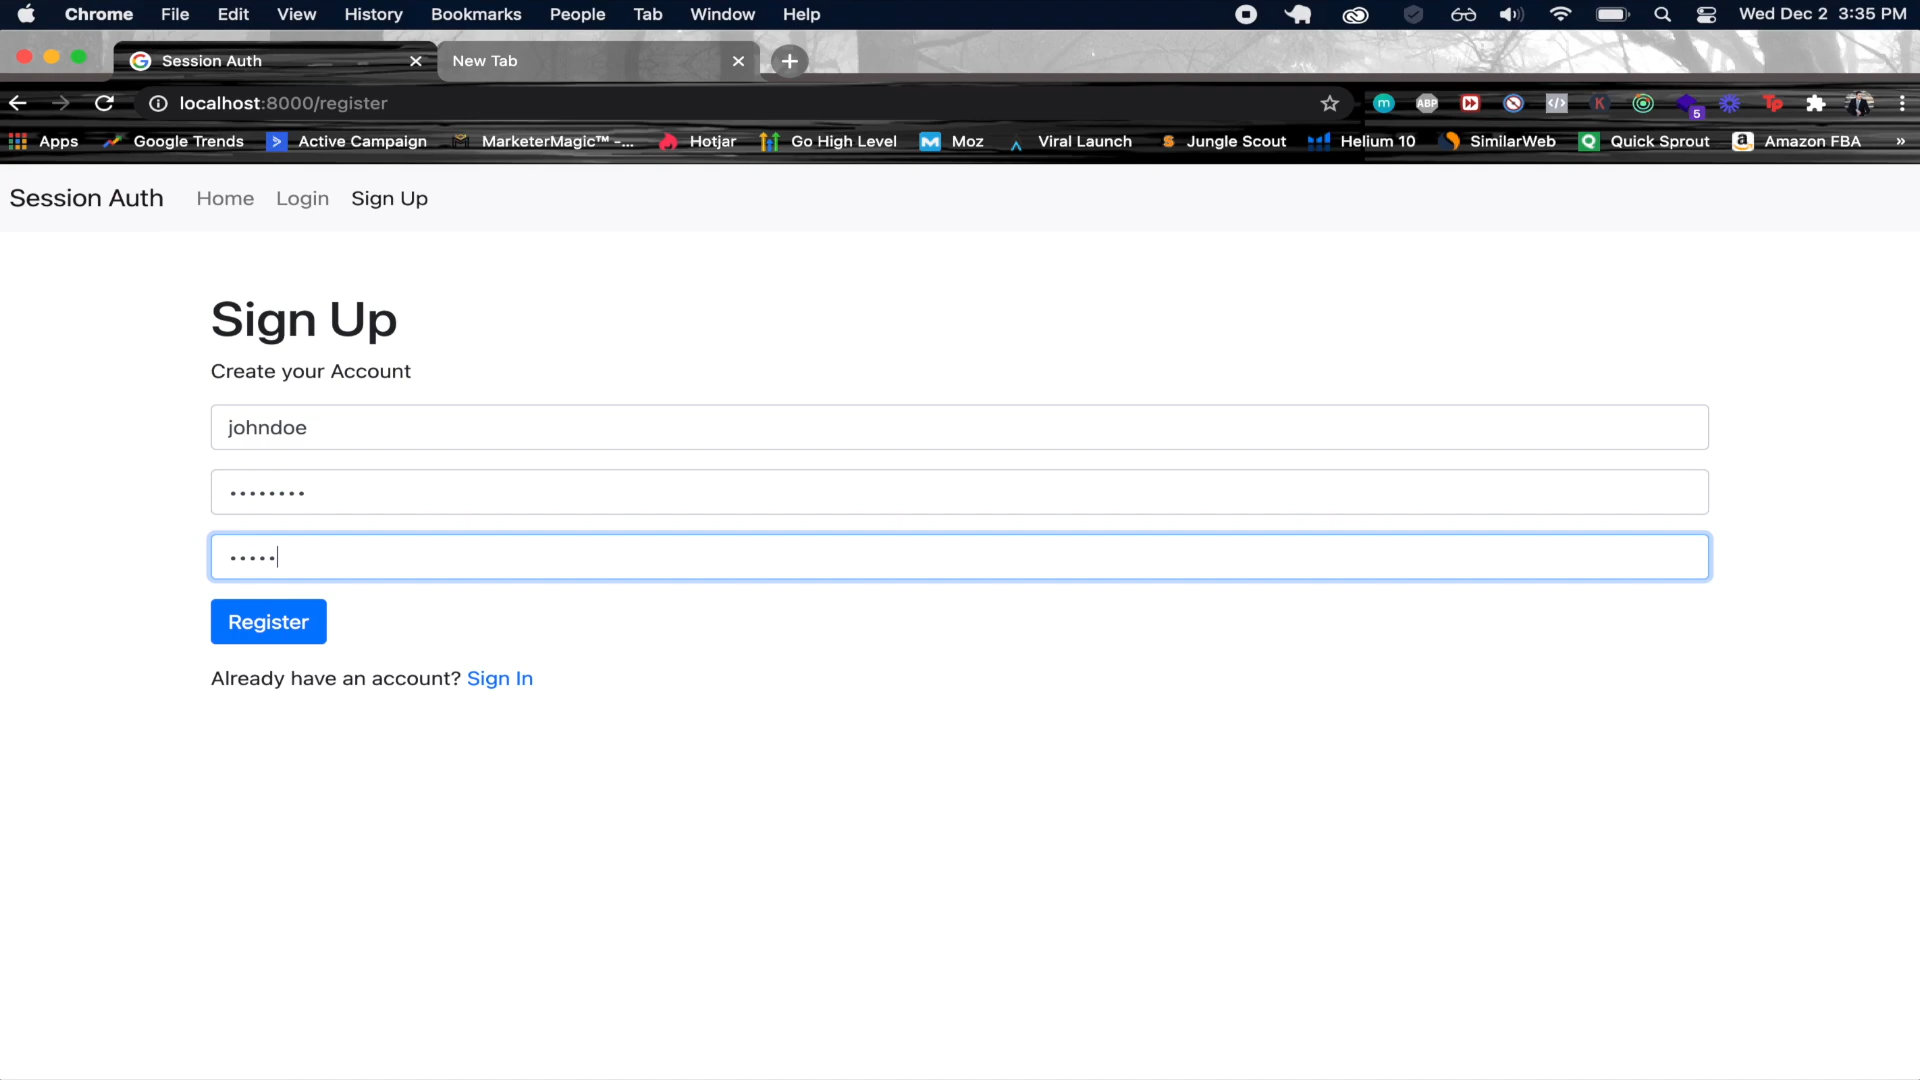 Chrome File Edit View History Bookmarks People Tab Window Help Wed Dec 2 3:35 PM
Session Auth New Tab
localhost:8000/register m ABP K 5 Tp
Apps Google Trends Active Campaign MarketerMagic™ -... Hotjar Go High Level Moz Viral Launch Jungle Scout Helium 10 SimilarWeb Quick Sprout Amazon FBA »
Session Auth Home Login Sign Up
Sign Up
Create your Account
johndoe
••••••••
•••••
Register
Already have an account? Sign In